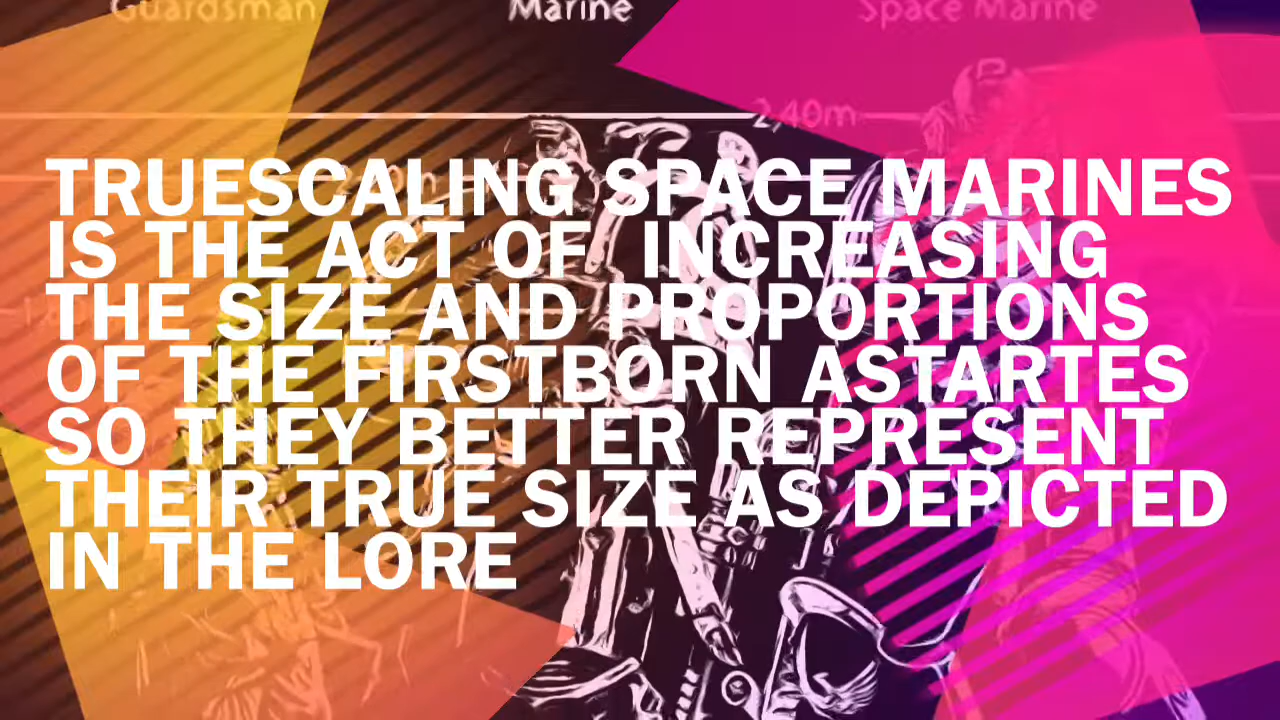 Guardsman Marine Space Marine
2,40m
TRUESCALING SPACE MARINES
IS THE ACT OF INCREASING
THE SIZE AND PROPORTIONS
OF THE FIRSTBORN ASTARTES
SO THEY BETTER REPRESENT
THEIR TRUE SIZE AS DEPICTED
IN THE LORE